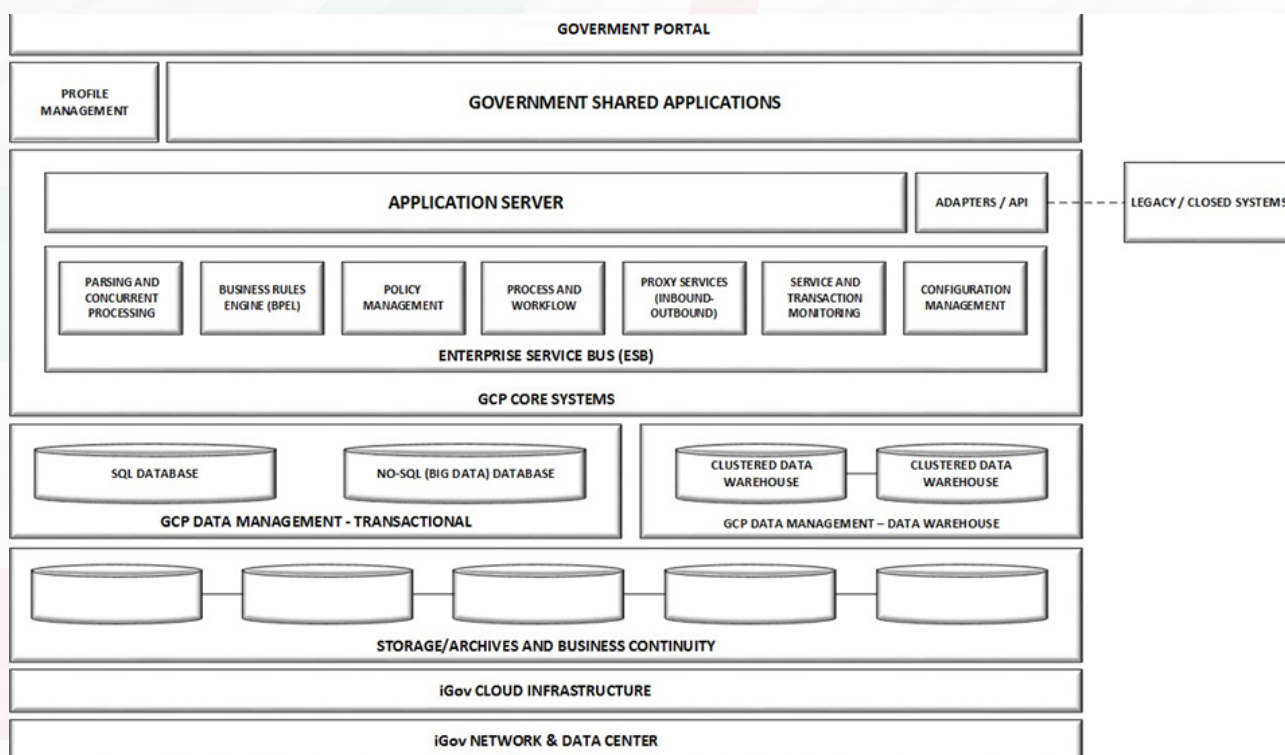 GOVERMENT PORTAL
PROFILE
MANAGEMENT
GOVERNMENT SHARED APPLICATIONS
APPLICATION SERVER
ADAPTERS / API
LEGACY / CLOSED SYSTEMS
PARSING AND
CONCURRENT
PROCESSING
BUSINESS RULES
ENGINE (BPEL)
POLICY
MANAGEMENT
PROCESS AND
WORKFLOW
PROXY SERVICES
(INBOUND-
OUTBOUND)
SERVICE AND
TRANSACTION
MONITORING
CONFIGURATION
MANAGEMENT
ENTERPRISE SERVICE BUS (ESB)
GCP CORE SYSTEMS
SQL DATABASE
NO-SQL (BIG DATA) DATABASE
GCP DATA MANAGEMENT - TRANSACTIONAL
CLUSTERED DATA
WAREHOUSE
CLUSTERED DATA
WAREHOUSE
GCP DATA MANAGEMENT – DATA WAREHOUSE
STORAGE/ARCHIVES AND BUSINESS CONTINUITY
iGov CLOUD INFRASTRUCTURE
iGov NETWORK & DATA CENTER